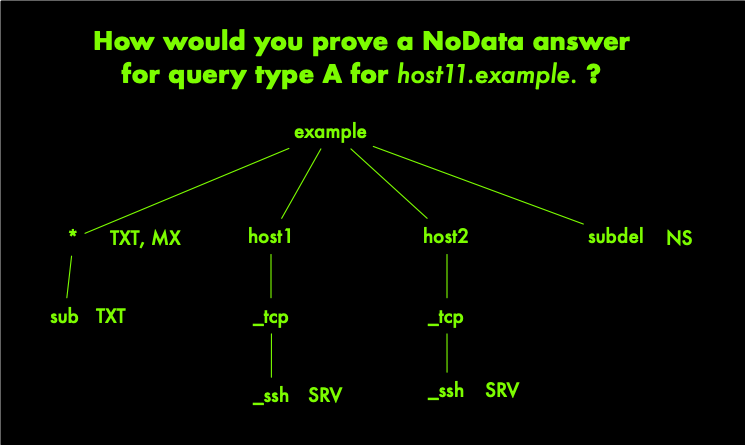 How would you prove a NoData answer
for query type A for host11.example. ?
example
* TXT, MX host1 host2 subdel NS
sub TXT _tcp _tcp
_ssh SRV _ssh SRV